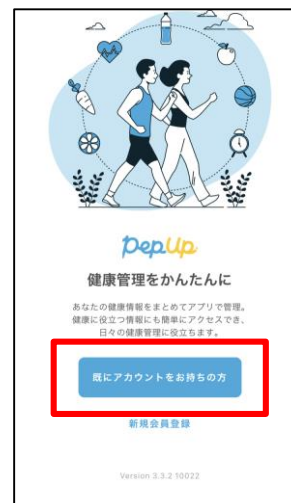 PepUp
健康管理をかんたんに
あなたの健康情報をまとめてアプリで管理。
健康に役立つ情報にも簡単にアクセスでき、
日々の健康管理に役立ちます。
既にアカウントをお持ちの方
新規会員登録
Version 3.3.2 10022